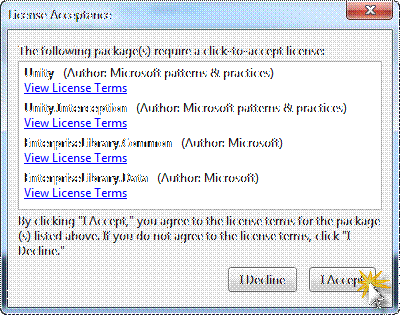 License Acceptance
The following package(s) require a click-to-accept license:
Unity (Author: Microsoft patterns & practices)
View License Terms
Unity.Interception (Author: Microsoft patterns & practices)
View License Terms
EnterpriseLibrary.Common (Author: Microsoft)
View License Terms
EnterpriseLibrary.Data (Author: Microsoft)
View License Terms
By clicking "I Accept," you agree to the license terms for the package
(s) listed above. If you do not agree to the license terms, click "I
Decline."
I Decline I Accept